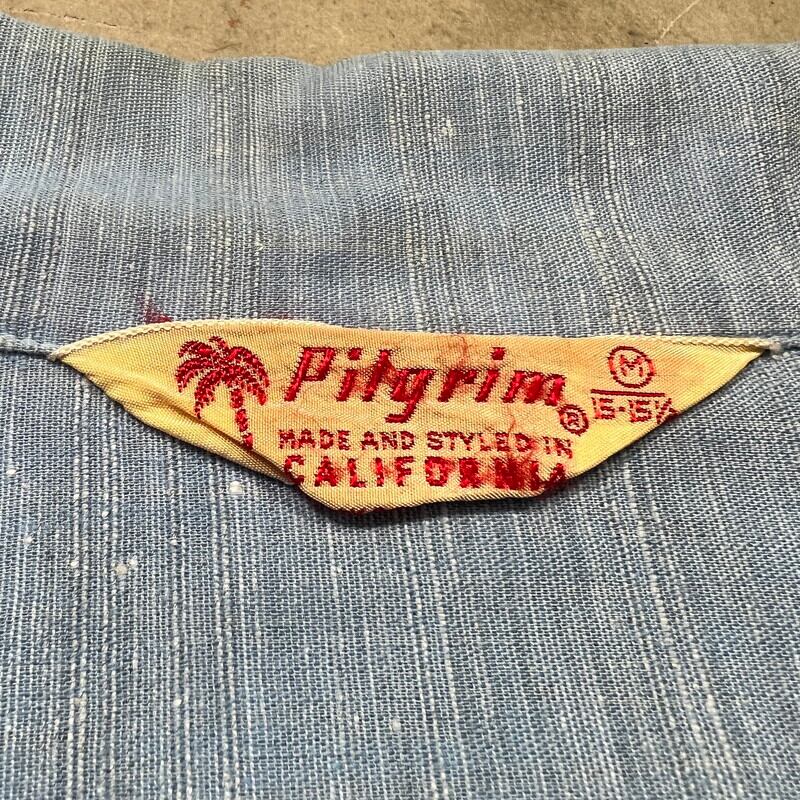 Pilgrim®
MADE AND STYLED IN
CALIFORNIA
M
15-15½